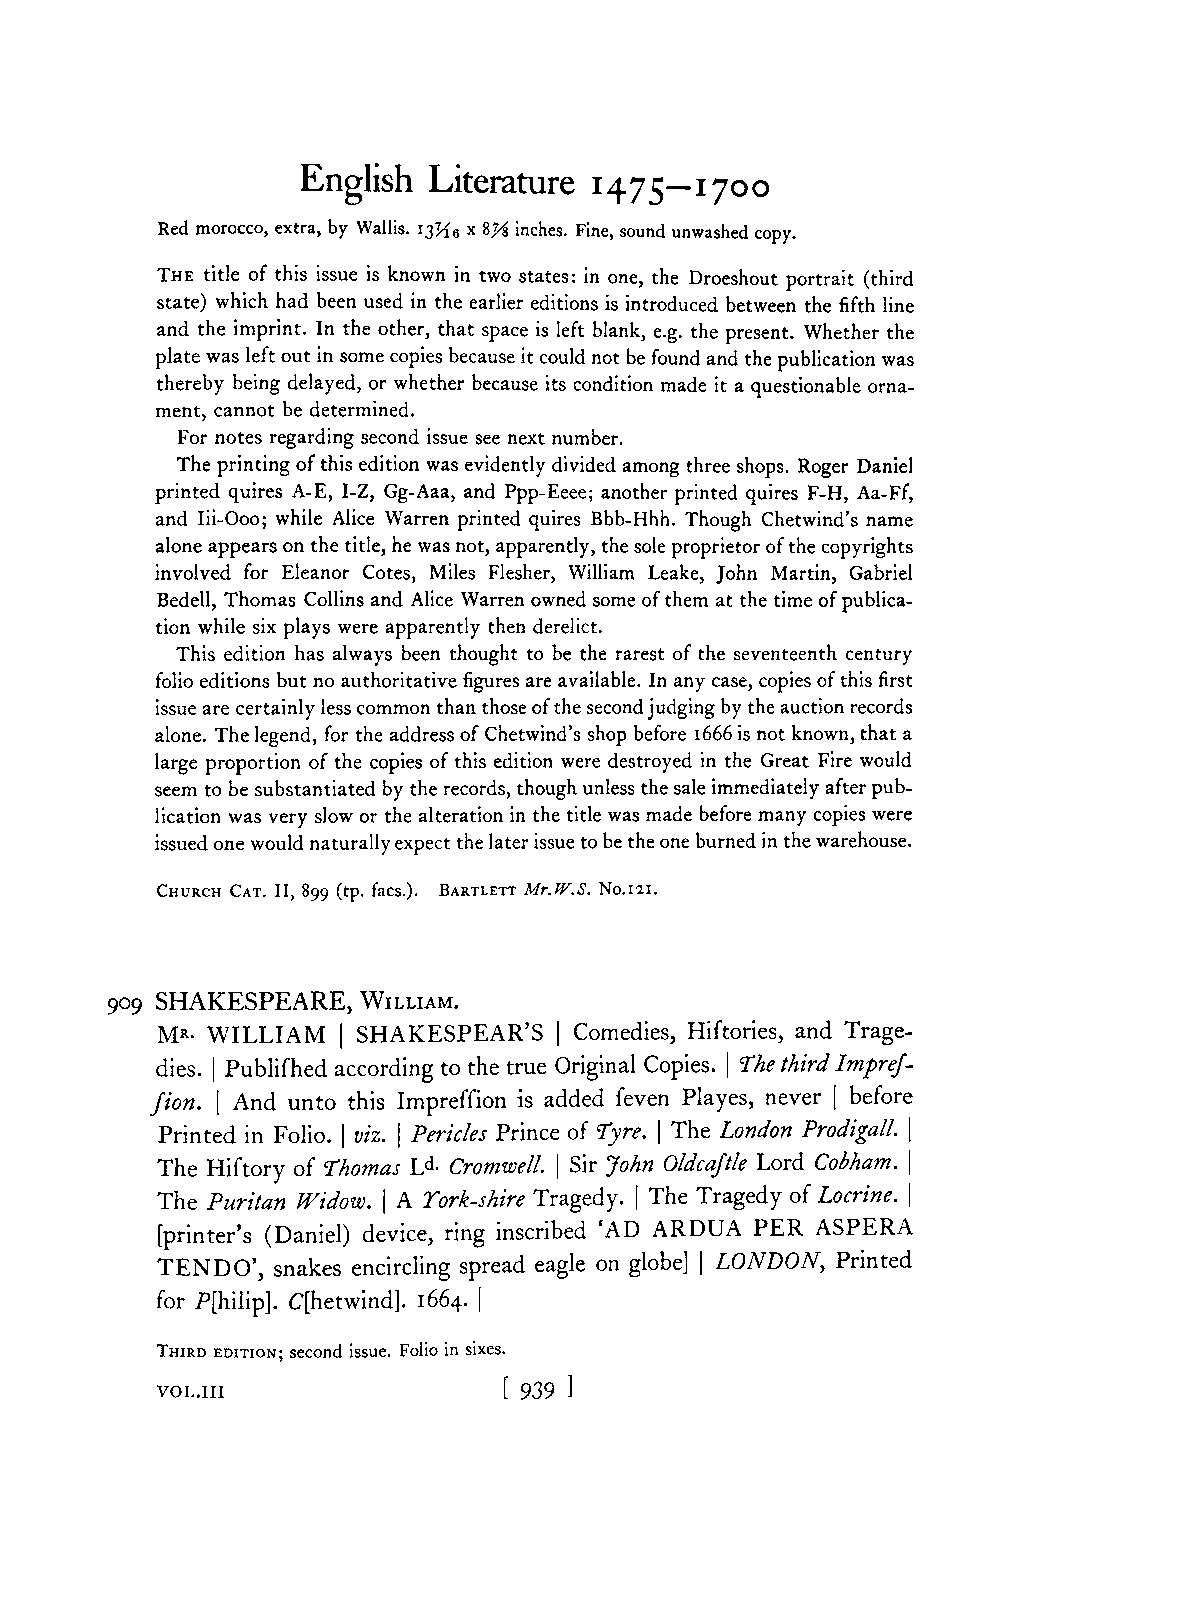 English Literature 1475—1700
Red morocco, extra, by Wallis. 13 7/16 x 8 7/8 inches. Fine, sound unwashed copy.
THE title of this issue is known in two states: in one, the Droeshout portrait (third
state) which had been used in the earlier editions is introduced between the fifth line
and the imprint. In the other, that space is left blank, e.g. the present. Whether the
plate was left out in some copies because it could not be found and the publication was
thereby being delayed, or whether because its condition made it a questionable orna-
ment, cannot be determined.
For notes regarding second issue see next number.
The printing of this edition was evidently divided among three shops. Roger Daniel
printed quires A-E, I-Z, Gg-Aaa, and Ppp-Eeee; another printed quires F-H, Aa-Ff,
and Iii-Ooo; while Alice Warren printed quires Bbb-Hhh. Though Chetwind's name
alone appears on the title, he was not, apparently, the sole proprietor of the copyrights
involved for Eleanor Cotes, Miles Flesher, William Leake, John Martin, Gabriel
Bedell, Thomas Collins and Alice Warren owned some of them at the time of publica-
tion while six plays were apparently then derelict.
This edition has always been thought to be the rarest of the seventeenth century
folio editions but no authoritative figures are available. In any case, copies of this first
issue are certainly less common than those of the second judging by the auction records
alone. The legend, for the address of Chetwind's shop before 1666 is not known, that a
large proportion of the copies of this edition were destroyed in the Great Fire would
seem to be substantiated by the records, though unless the sale immediately after pub-
lication was very slow or the alteration in the title was made before many copies were
issued one would naturally expect the later issue to be the one burned in the warehouse.
CHURCH CAT. II, 899 (tp. facs.). BARTLETT Mr.W.S. No.121.
909 SHAKESPEARE, WILLIAM.
MR. WILLIAM | SHAKESPEAR'S | Comedies, Hiſtories, and Trage-
dies. | Publiſhed according to the true Original Copies. | The third Impreſ-
ſion. | And unto this Impreſſion is added ſeven Playes, never | before
Printed in Folio. | viz. | Pericles Prince of Tyre. | The London Prodigall. |
The Hiſtory of Thomas Ld. Cromwell. | Sir John Oldcaſtle Lord Cobham. |
The Puritan Widow. | A York-shire Tragedy. | The Tragedy of Locrine. |
[printer's (Daniel) device, ring inscribed 'AD ARDUA PER ASPERA
TENDO', snakes encircling spread eagle on globe] | LONDON, Printed
for P[hilip]. C[hetwind]. 1664. |
THIRD EDITION; second issue. Folio in sixes.
VOL.III [ 939 ]